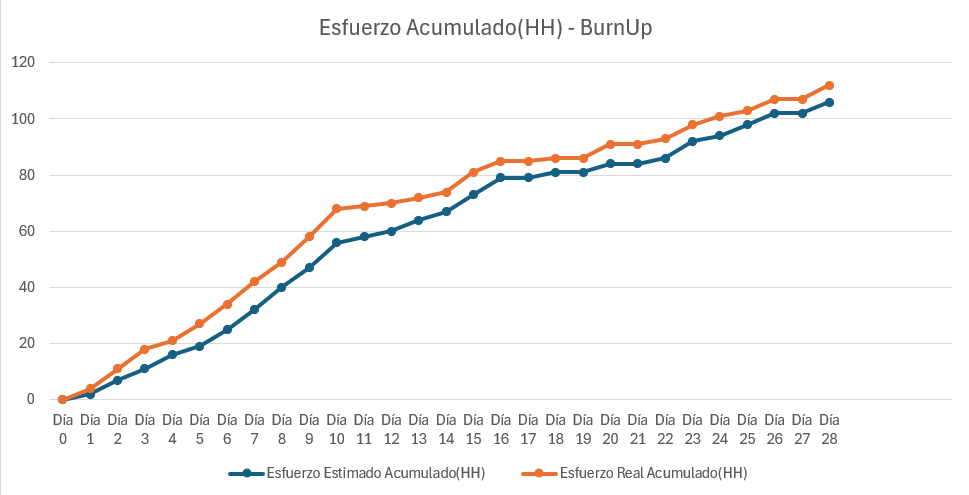 Esfuerzo Acumulado(HH) - BurnUp
120
100
80
60
40
20
0
Día Día Día Día Día Día Día Día Día Día Día Día Día Día Día Día Día Día Día Día Día Día Día Día Día Día Día Día Día
0 1 2 3 4 5 6 7 8 9 10 11 12 13 14 15 16 17 18 19 20 21 22 23 24 25 26 27 28
Esfuerzo Estimado Acumulado(HH) Esfuerzo Real Acumulado(HH)